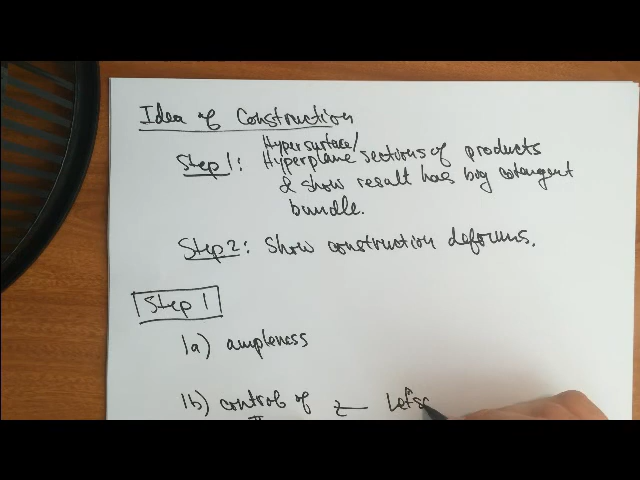 Idea of Construction
Hypersurface/
Step 1: Hyperplane sections of products
& show result has big cotangent
bundle.
Step 2: Show construction deforms.
Step 1
1a) ampleness
1b) control of ← Lefsc